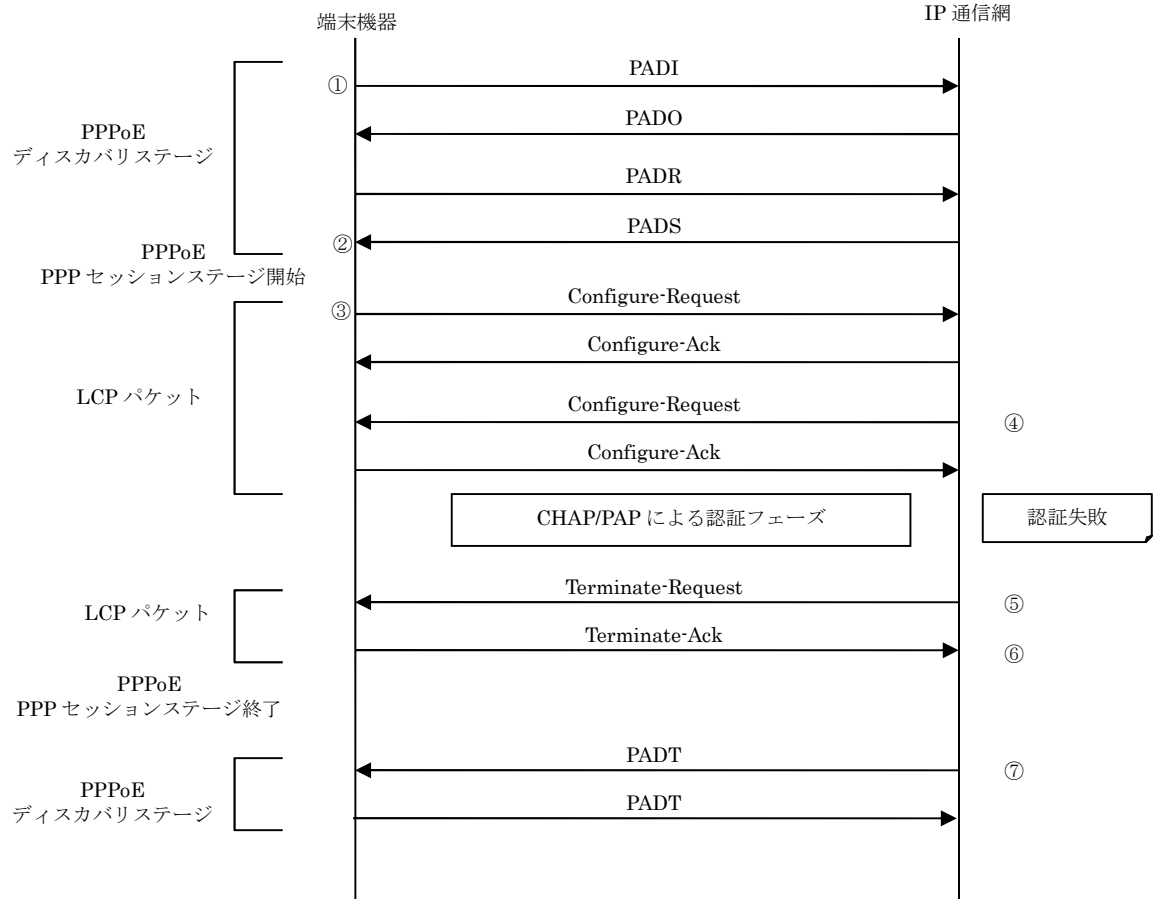 端末機器
IP 通信網
PADI
①
PPPoE
ディスカバリステージ
PADO
PADR
PADS
②
PPPoE
PPP セッションステージ開始
Configure-Request
③
Configure-Ack
LCP パケット
Configure-Request
④
Configure-Ack
CHAP/PAP による認証フェーズ
認証失敗
Terminate-Request
⑤
LCP パケット
Terminate-Ack
⑥
PPPoE
PPP セッションステージ終了
PADT
⑦
PPPoE
ディスカバリステージ
PADT